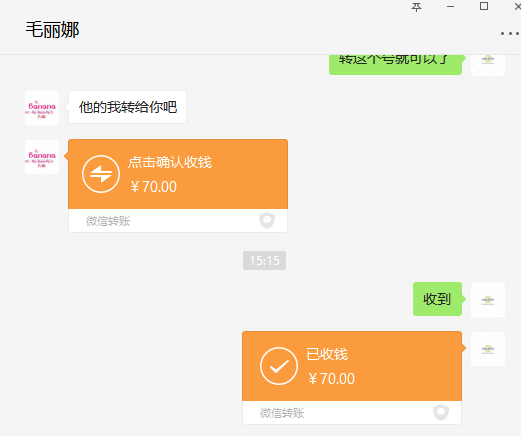 毛丽娜
转这个号就可以了
Banana
他的我转给你吧
Banana
点击确认收钱
￥70.00
微信转账
15:15
收到
已收钱
￥70.00
微信转账